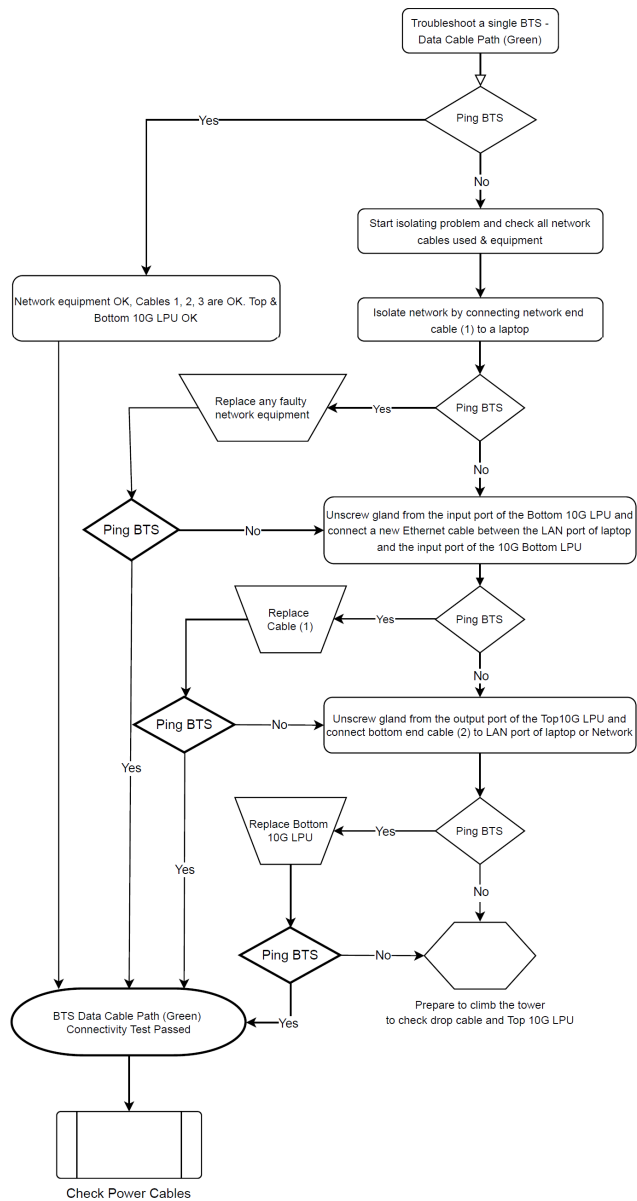 Troubleshoot a single BTS -
Data Cable Path (Green)
Ping BTS
Yes
No
Start isolating problem and check all network
cables used & equipment
Network equipment OK, Cables 1, 2, 3 are OK. Top &
Bottom 10G LPU OK
Isolate network by connecting network end
cable (1) to a laptop
Replace any faulty
network equipment
Yes
Ping BTS
No
Ping BTS
No
Unscrew gland from the input port of the Bottom 10G LPU and
connect a new Ethernet cable between the LAN port of laptop
and the input port of the 10G Bottom LPU
Replace
Cable (1)
Yes
Ping BTS
No
Ping BTS
No
Unscrew gland from the output port of the Top10G LPU and
connect bottom end cable (2) to LAN port of laptop or Network
Yes
Replace Bottom
10G LPU
Yes
Ping BTS
Yes
No
Ping BTS
No
Prepare to climb the tower
to check drop cable and Top 10G LPU
Yes
BTS Data Cable Path (Green)
Connectivity Test Passed
Check Power Cables